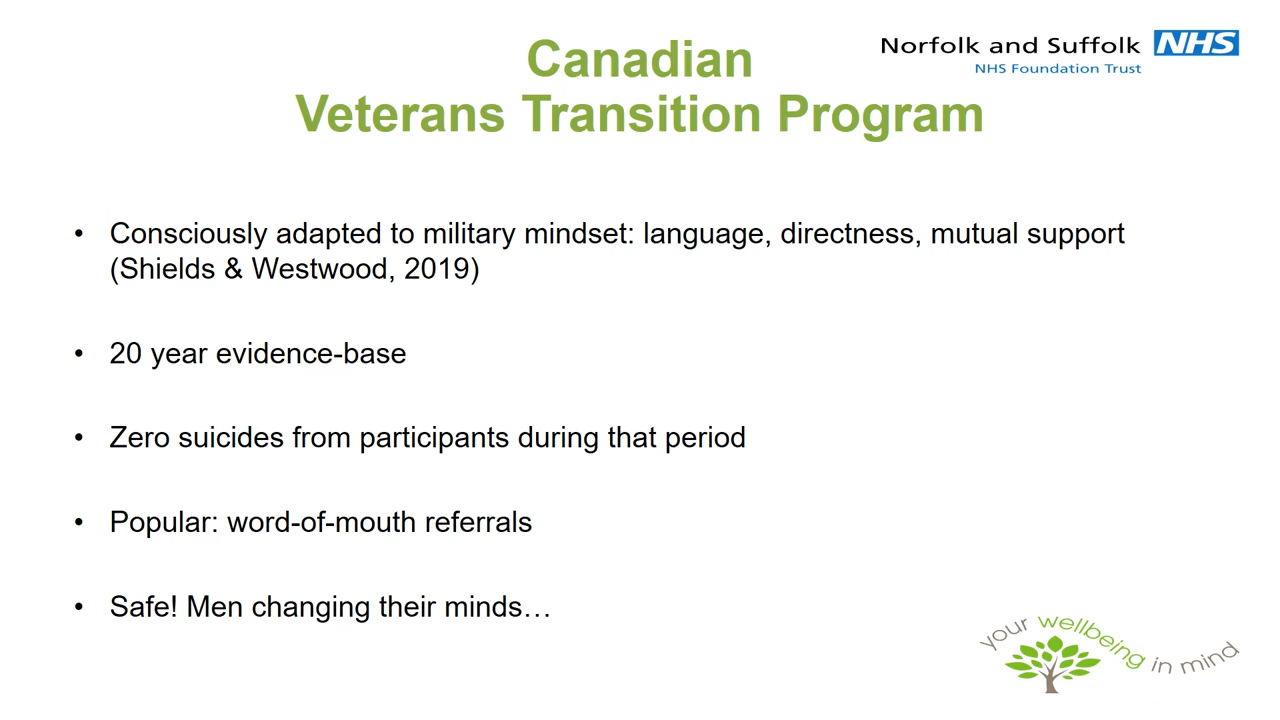 Canadian
Veterans Transition Program
Norfolk and Suffolk NHS
NHS Foundation Trust
• Consciously adapted to military mindset: language, directness, mutual support
(Shields & Westwood, 2019)
• 20 year evidence-base
• Zero suicides from participants during that period
• Popular: word-of-mouth referrals
• Safe! Men changing their minds…
your wellbeing in mind